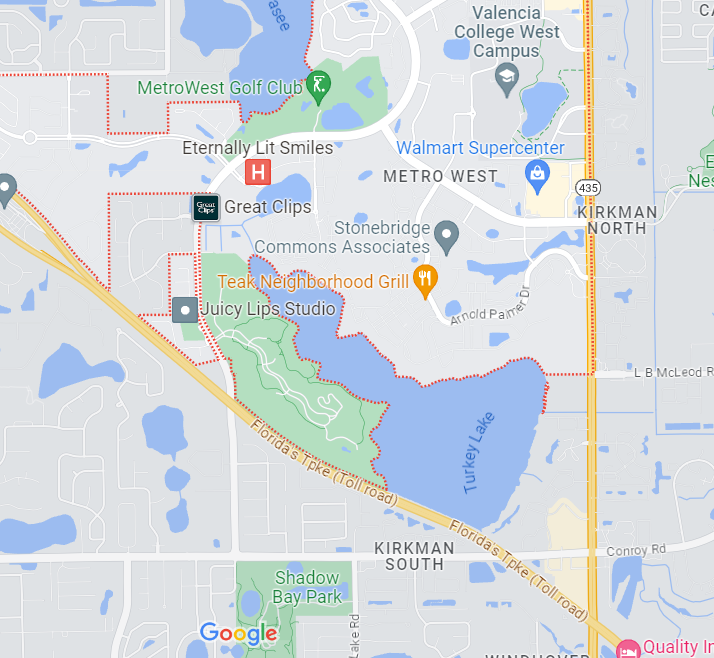 asee
Valencia
College West
Campus
CA
MetroWest Golf Club
Eternally Lit Smiles
Walmart Supercenter
H
METRO WEST
E
Nes
435
Great Clips
Great Clips
KIRKMAN
NORTH
Stonebridge
Commons Associates
Teak Neighborhood Grill
Juicy Lips Studio
Arnold Palmer Dr
L B McLeod R
Turkey Lake
Florida's Tpke (Toll road)
Florida's Tpke (Toll road)
KIRKMAN
SOUTH
Conroy Rd
Shadow
Bay Park
Lake Rd
Google
Quality In
WINDHOVER